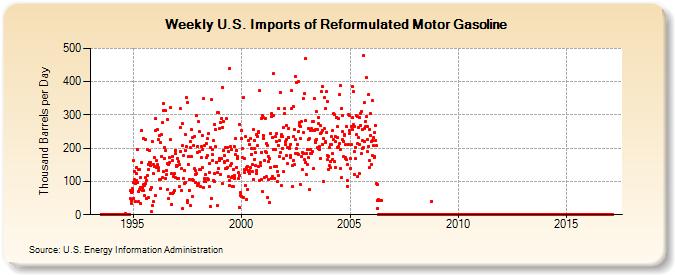 Weekly U.S. Imports of Reformulated Motor Gasoline
Thousand Barrels per Day
500
400
300
200
100
0
1995 2000 2005 2010 2015
Source: U.S. Energy Information Administration